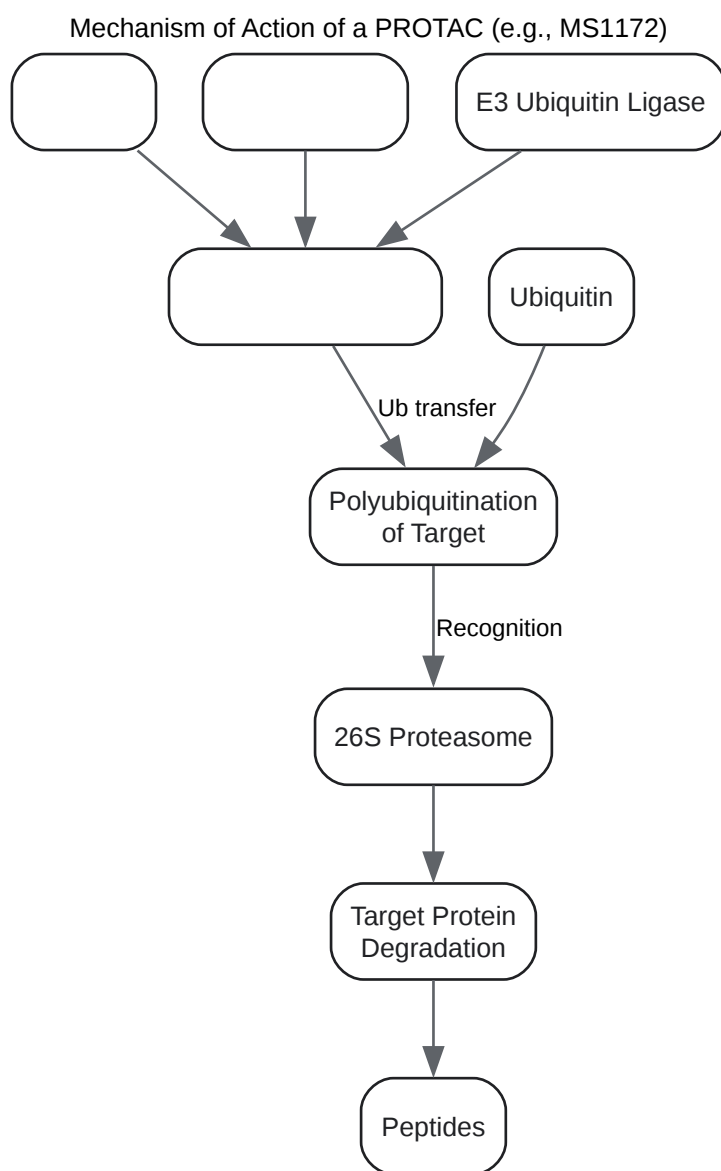 Mechanism of Action of a PROTAC (e.g., MS1172)
E3 Ubiquitin Ligase
Ubiquitin
Ub transfer
Polyubiquitination
of Target
Recognition
26S Proteasome
Target Protein
Degradation
Peptides